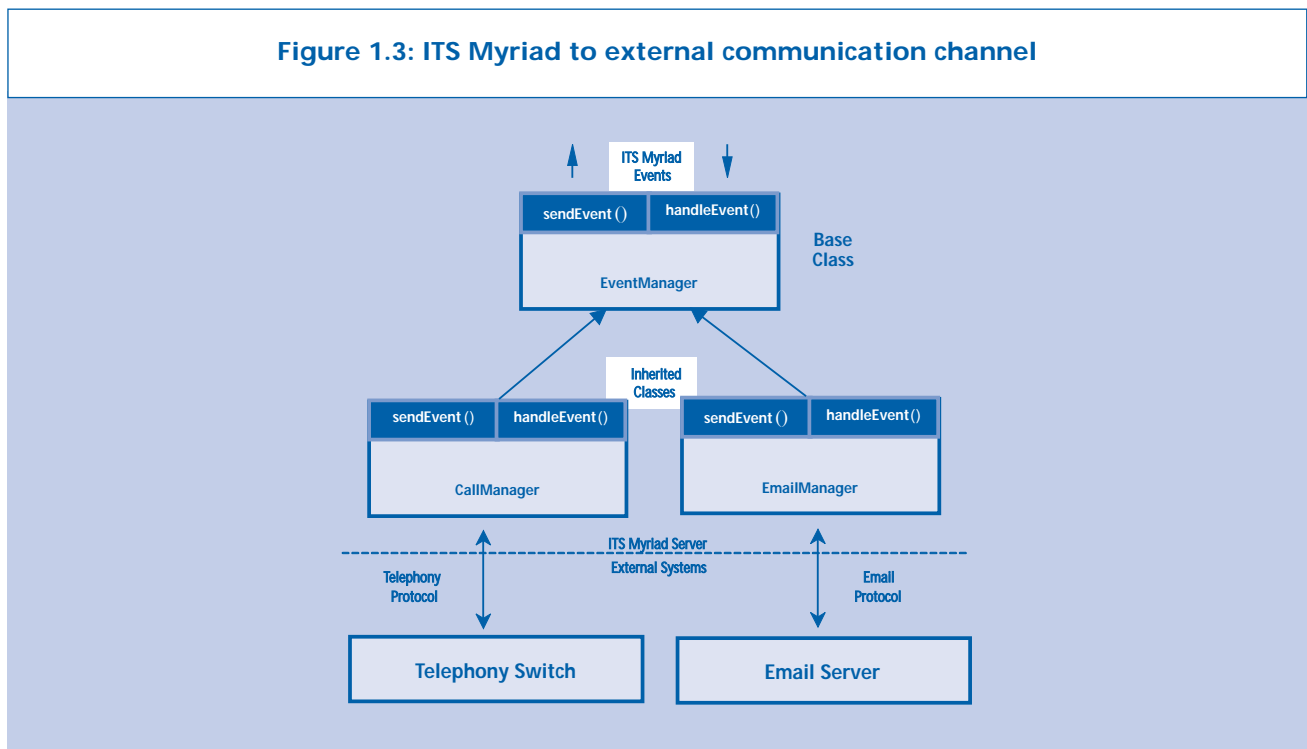 Figure 1.3: ITS Myriad to external communication channel
ITS Myriad
Events
sendEvent()
handleEvent()
Base
Class
EventManager
Inherited
Classes
sendEvent()
handleEvent()
sendEvent()
handleEvent()
CallManager
EmailManager
ITS Myriad Server
External Systems
Telephony
Protocol
Email
Protocol
Telephony Switch
Email Server